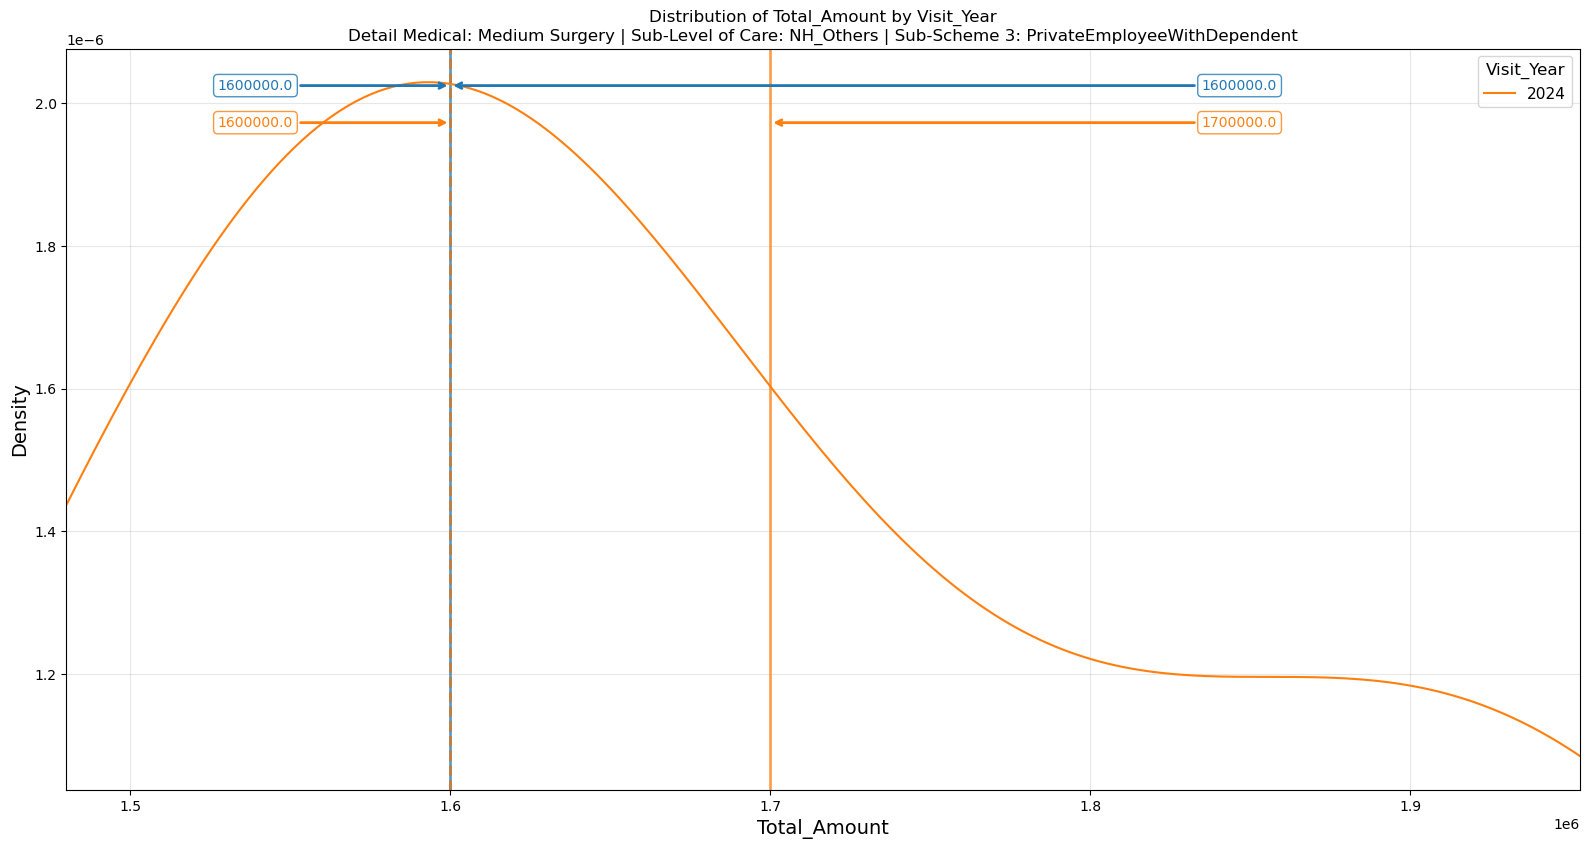 Distribution of Total_Amount by Visit_Year
Detail Medical: Medium Surgery | Sub-Level of Care: NH_Others | Sub-Scheme 3: PrivateEmployeeWithDependent
1e−6
Visit_Year
2024
1600000.0
1600000.0
1600000.0
1700000.0
2.0
1.8
1.6
1.4
1.2
Density
1.5
1.6
1.7
1.8
1.9
1e6
Total_Amount